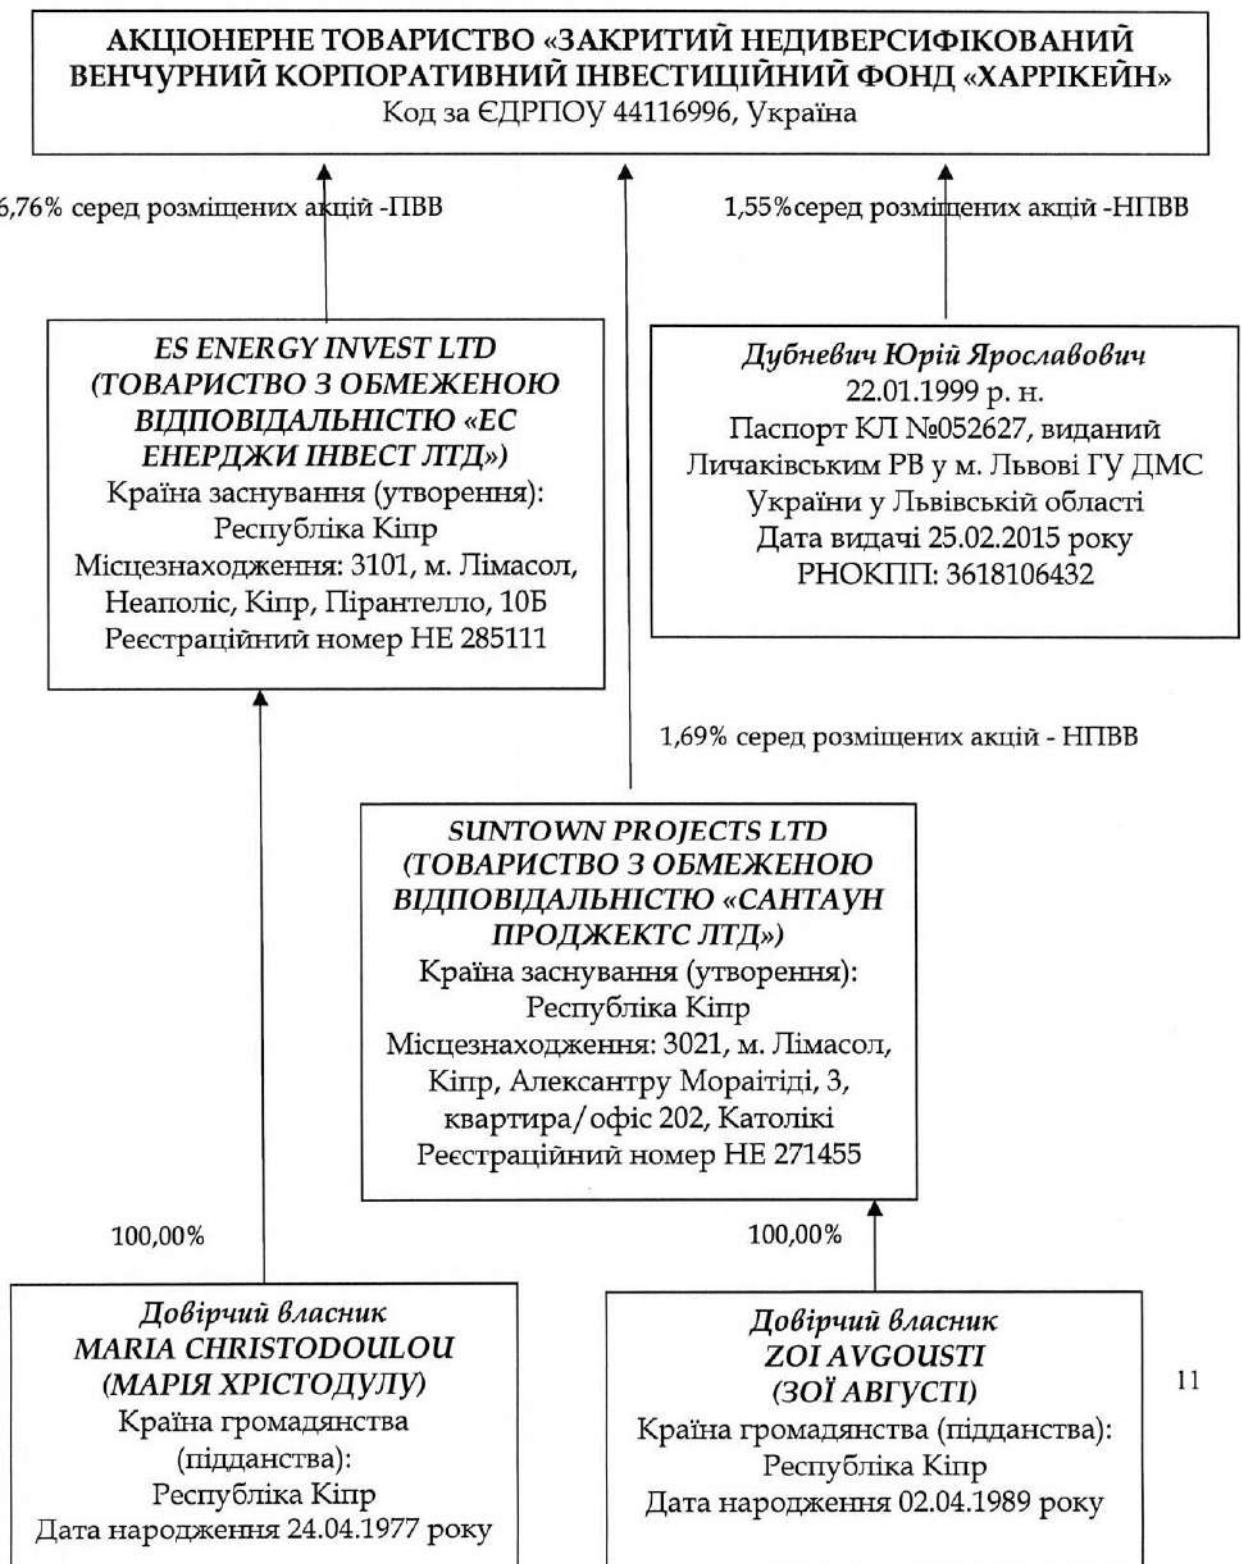 АКЦІОНЕРНЕ ТОВАРИСТВО «ЗАКРИТИЙ НЕДИВЕРСИФІКОВАНИЙ
ВЕНЧУРНИЙ КОРПОРАТИВНИЙ ІНВЕСТИЦІЙНИЙ ФОНД «ХАРРІКЕЙН»
Код за ЄДРПОУ 44116996, Україна
6,76% серед розміщених акцій -ПВВ
1,55%серед розміщених акцій -НПВВ
ES ENERGY INVEST LTD
(ТОВАРИСТВО З ОБМЕЖЕНОЮ
ВІДПОВІДАЛЬНІСТЮ «ЕС
ЕНЕРДЖИ ІНВЕСТ ЛТД»)
Країна заснування (утворення):
Республіка Кіпр
Місцезнаходження: 3101, м. Лімасол,
Неаполіс, Кіпр, Пірантелло, 10Б
Реєстраційний номер НЕ 285111
Дубневич Юрій Ярославович
22.01.1999 р. н.
Паспорт КЛ №052627, виданий
Личаківським РВ у м. Львові ГУ ДМС
України у Львівській області
Дата видачі 25.02.2015 року
РНОКПП: 3618106432
1,69% серед розміщених акцій - НПВВ
SUNTOWN PROJECTS LTD
(ТОВАРИСТВО З ОБМЕЖЕНОЮ
ВІДПОВІДАЛЬНІСТЮ «САНТАУН
ПРОДЖЕКТС ЛТД»)
Країна заснування (утворення):
Республіка Кіпр
Місцезнаходження: 3021, м. Лімасол,
Кіпр, Алексантру Мораітіді, 3,
квартира/офіс 202, Католікі
Реєстраційний номер НЕ 271455
100,00%
100,00%
Довірчий власник
MARIA CHRISTODOULOU
(МАРІЯ ХРІСТОДУЛУ)
Країна громадянства
(підданства):
Республіка Кіпр
Дата народження 24.04.1977 року
Довірчий власник
ZOI AVGOUSTI
(ЗОЇ АВГУСТІ)
Країна громадянства (підданства):
Республіка Кіпр
Дата народження 02.04.1989 року
11